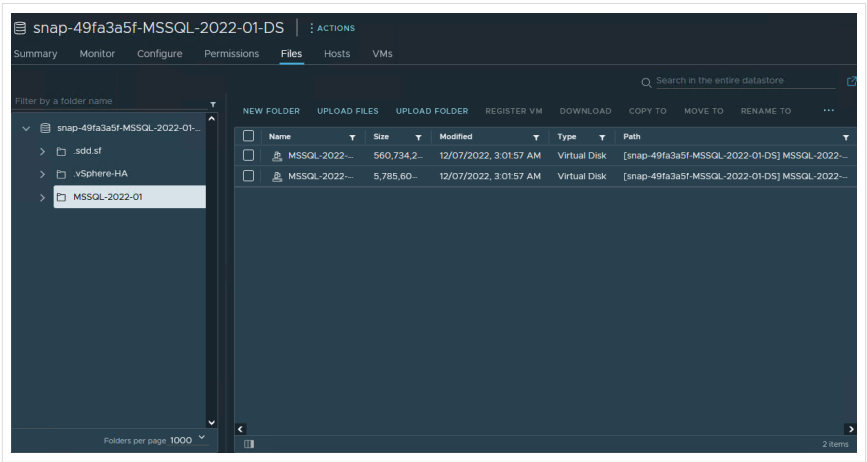 snap-49fa3a5f-MSSQL-2022-01-DS | ACTIONS
Summary Monitor Configure Permissions Files Hosts VMs
Search in the entire datastore
Filter by a folder name
NEW FOLDER UPLOAD FILES UPLOAD FOLDER REGISTER VM DOWNLOAD COPY TO MOVE TO RENAME TO ...
snap-49fa3a5f-MSSQL-2022-01-...
Name Size Modified Type Path
.sdd.sf
MSSQL-2022-... 560,734,2... 12/07/2022, 3:01:57 AM Virtual Disk [snap-49fa3a5f-MSSQL-2022-01-DS] MSSQL-2022-...
.vSphere-HA
MSSQL-2022-... 5,785,60... 12/07/2022, 3:01:57 AM Virtual Disk [snap-49fa3a5f-MSSQL-2022-01-DS] MSSQL-2022-...
MSSQL-2022-01
Folders per page 1000
2 items